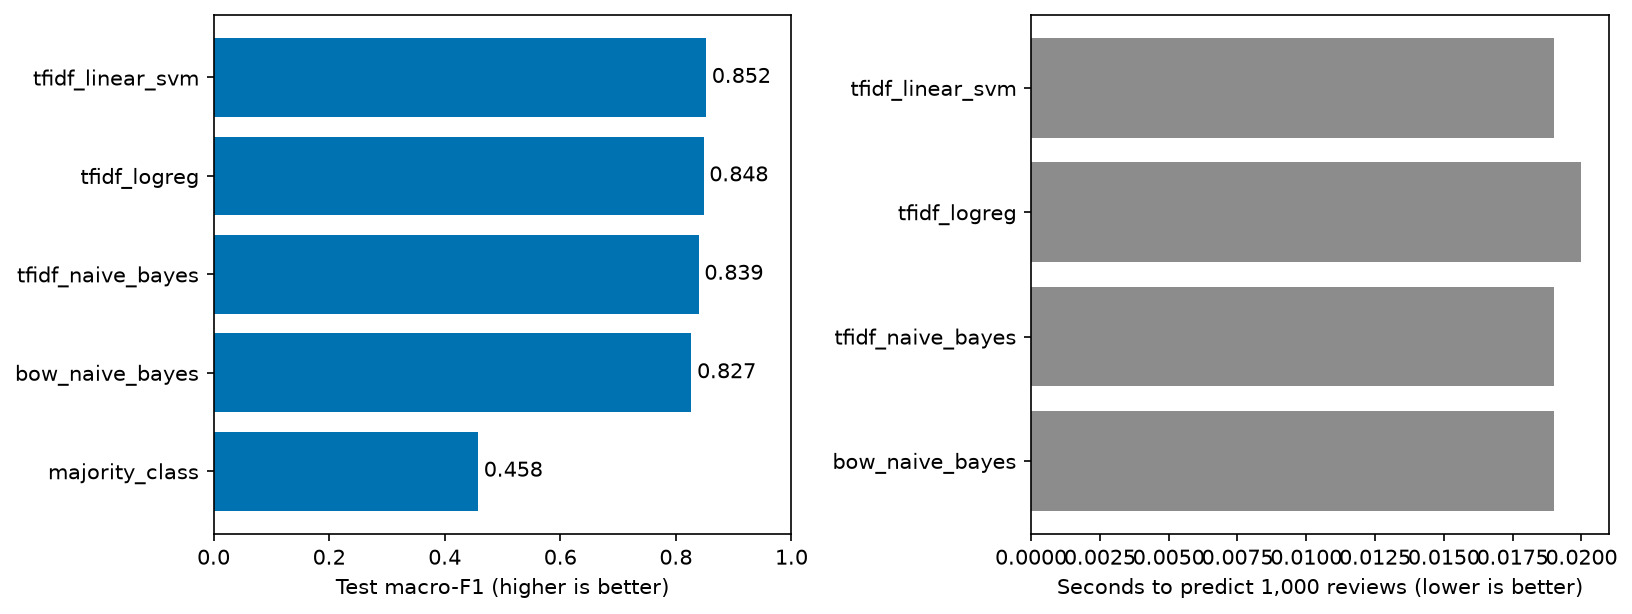 tfidf_linear_svm
0.852
tfidf_logreg
0.848
tfidf_naive_bayes
0.839
bow_naive_bayes
0.827
majority_class
0.458
0.0 0.2 0.4 0.6 0.8 1.0
Test macro-F1 (higher is better)
tfidf_linear_svm
tfidf_logreg
tfidf_naive_bayes
bow_naive_bayes
0.0000 0.0025 0.0050 0.0075 0.0100 0.0125 0.0150 0.0175 0.0200
Seconds to predict 1,000 reviews (lower is better)